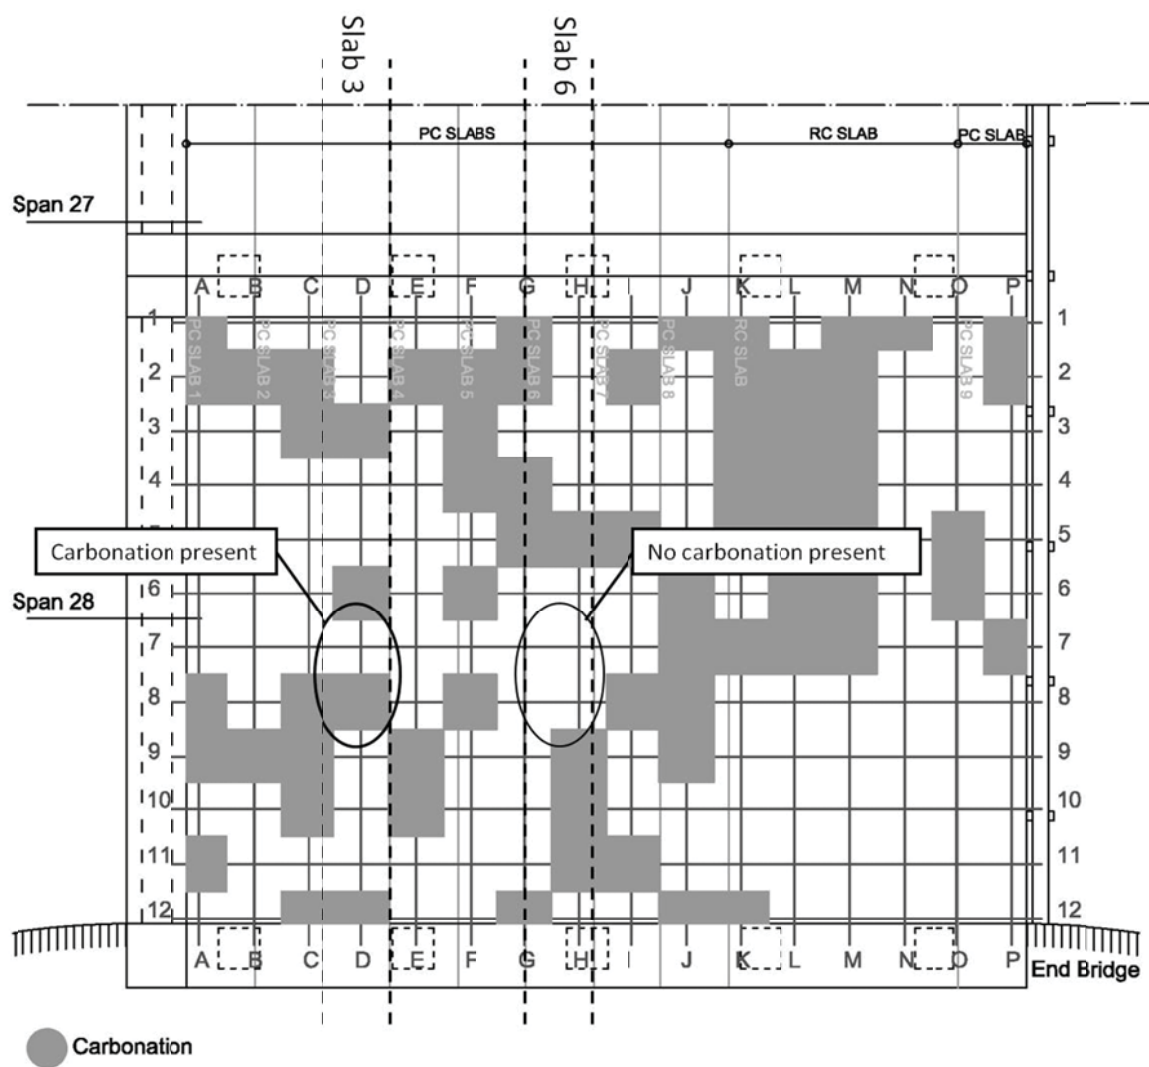 Slab 3
Slab 6
PC SLABS
RC SLAB
PC SLAB
Span 27
A B C D E F G H I J K L M N O P
1 1
PC SLAB 1
PC SLAB 2
PC SLAB 3
PC SLAB 4
PC SLAB 5
PC SLAB 6
PC SLAB 7
PC SLAB 8
RC SLAB
PC SLAB 9
2 2
3 3
4 4
5
Carbonation present
No carbonation present
6 6
Span 28
7 7
8 8
9 9
10 10
11 11
12 12
A B C D E F G H I J K L M N O P
End Bridge
Carbonation